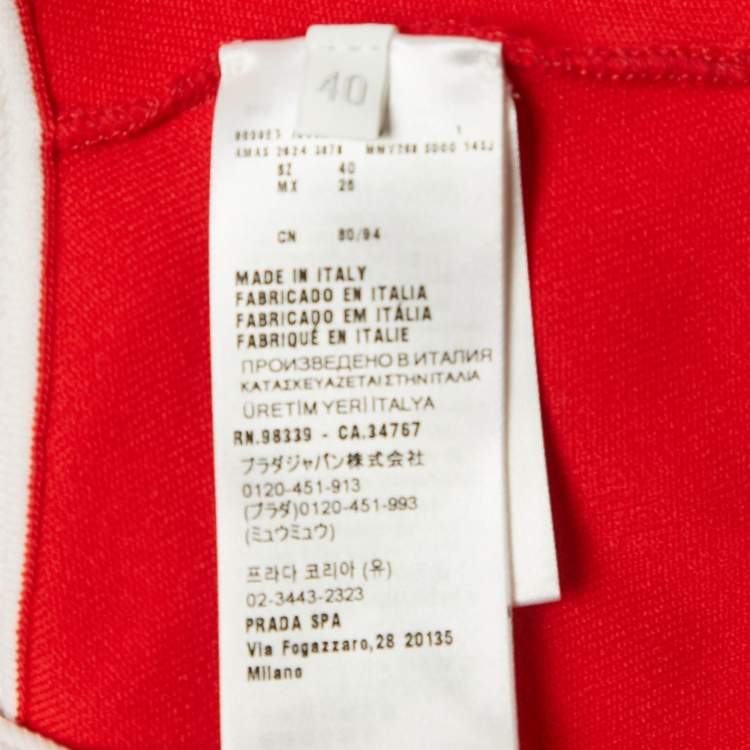 40
1
SZ 40
MX 26
CN 80/94
MADE IN ITALY
FABRICADO EN ITALIA
FABRICADO EM ITÁLIA
FABRIQUÉ EN ITALIE
ПРОИЗВЕДЕНО В ИТАЛИЯ
ΚΑΤΑΣΚΕΥΑΖΕΤΑΙ ΣΤΗΝ ΙΤΑΛΙΑ
ÜRETİM YERİ İTALYA
RN.98339 - CA.34767
プラダジャパン株式会社
0120-451-913
(プラダ)0120-451-993
(ミュウミュウ)
프라다 코리아 (유)
02-3443-2323
PRADA SPA
Via Fogazzaro,28 20135
Milano